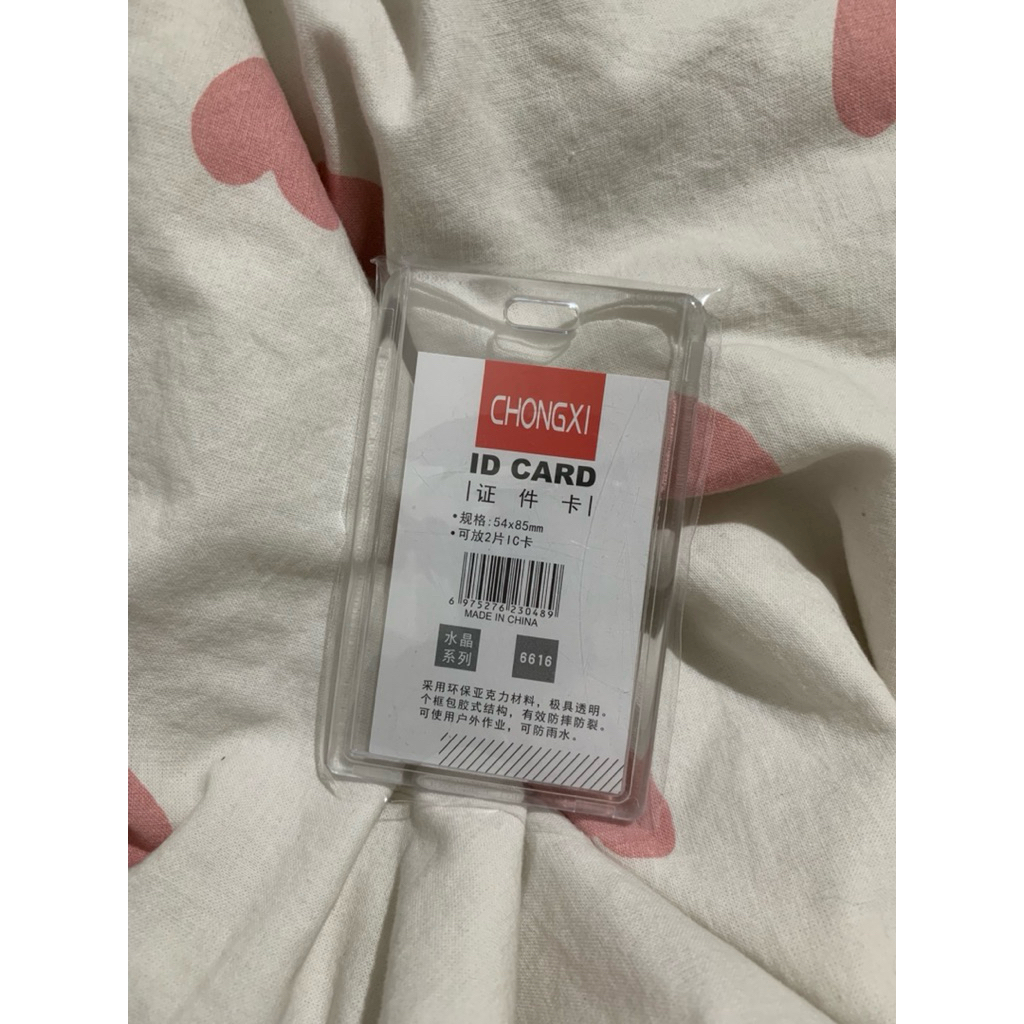 CHONGXI
ID CARD
证件卡
•规格:54x85mm
•可放2片IC卡
6 975276 230489
MADE IN CHINA
水晶
系列
6616
采用环保亚克力材料，极具透明。
个框包胶式结构，有效防摔防裂。
可使用户外作业，可防雨水。